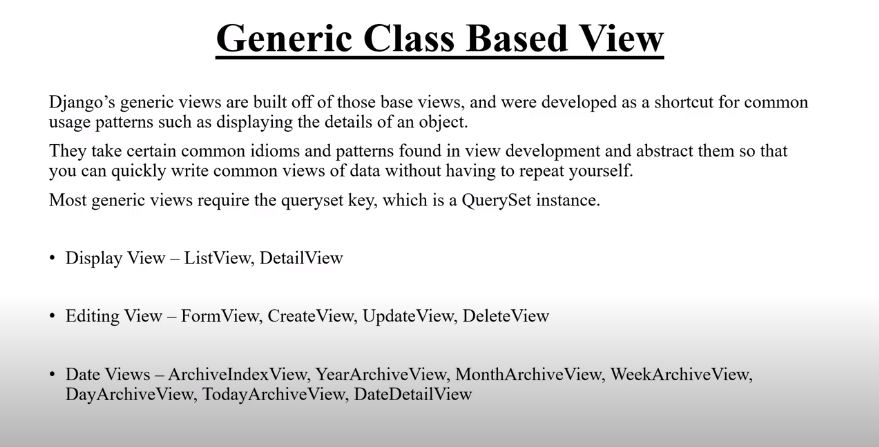 Generic Class Based View
Django’s generic views are built off of those base views, and were developed as a shortcut for common
usage patterns such as displaying the details of an object.
They take certain common idioms and patterns found in view development and abstract them so that
you can quickly write common views of data without having to repeat yourself.
Most generic views require the queryset key, which is a QuerySet instance.
• Display View – ListView, DetailView
• Editing View – FormView, CreateView, UpdateView, DeleteView
• Date Views – ArchiveIndexView, YearArchiveView, MonthArchiveView, WeekArchiveView,
DayArchiveView, TodayArchiveView, DateDetailView